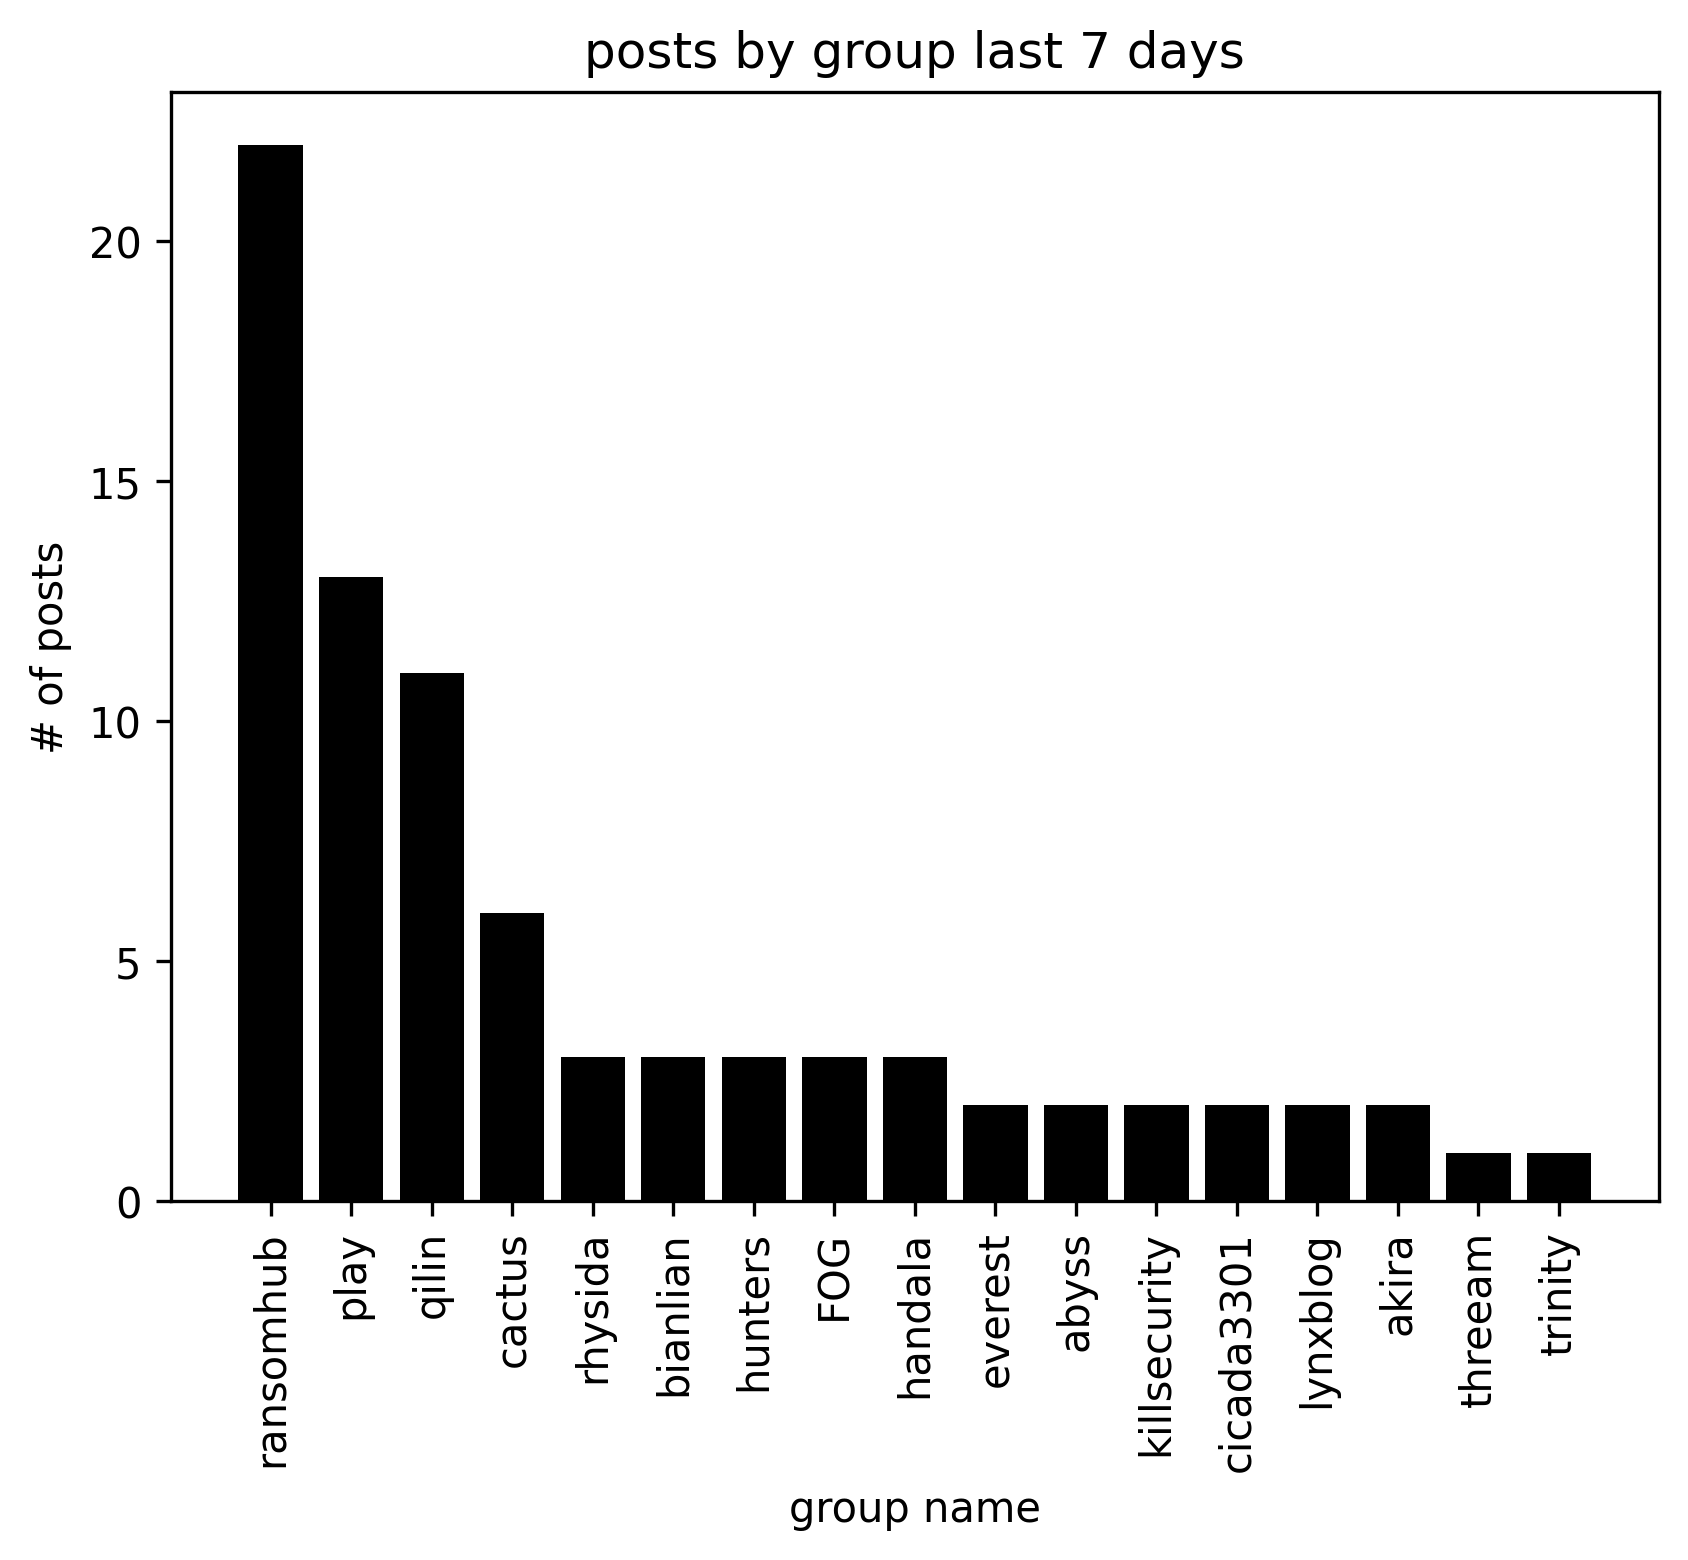 posts by group last 7 days
# of posts
20
15
10
5
0
ransomhub
play
qilin
cactus
rhysida
bianlian
hunters
FOG
handala
everest
abyss
killsecurity
cicada3301
lynxblog
akira
threeam
trinity
group name